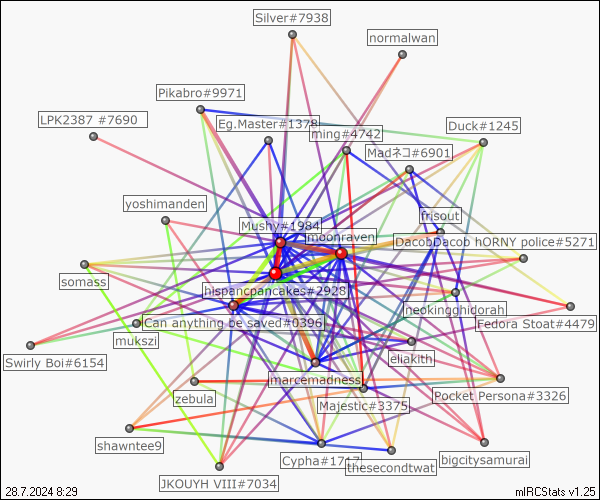 Silver#7938
normalwan
Pikabro#9971
LPK2387 #7690
Eg.Master#1378
ming#4742
Duck#1245
Madネコ#6901
yoshimanden
frisout
Mushy#1984
moonraven
DacobDacob hORNY police#5271
somass
hispancpancakes#2928
neokingghidorah
Can anything be saved#0396
Fedora Stoat#4479
mukszi
Swirly Boi#6154
eliakith
marcemadness
zebula
Majestic#3375
Pocket Persona#3326
shawntee9
Cypha#1717
thesecondtwat
bigcitysamurai
JKOUYH VIII#7034
28.7.2024 8:29
mIRCStats v1.25